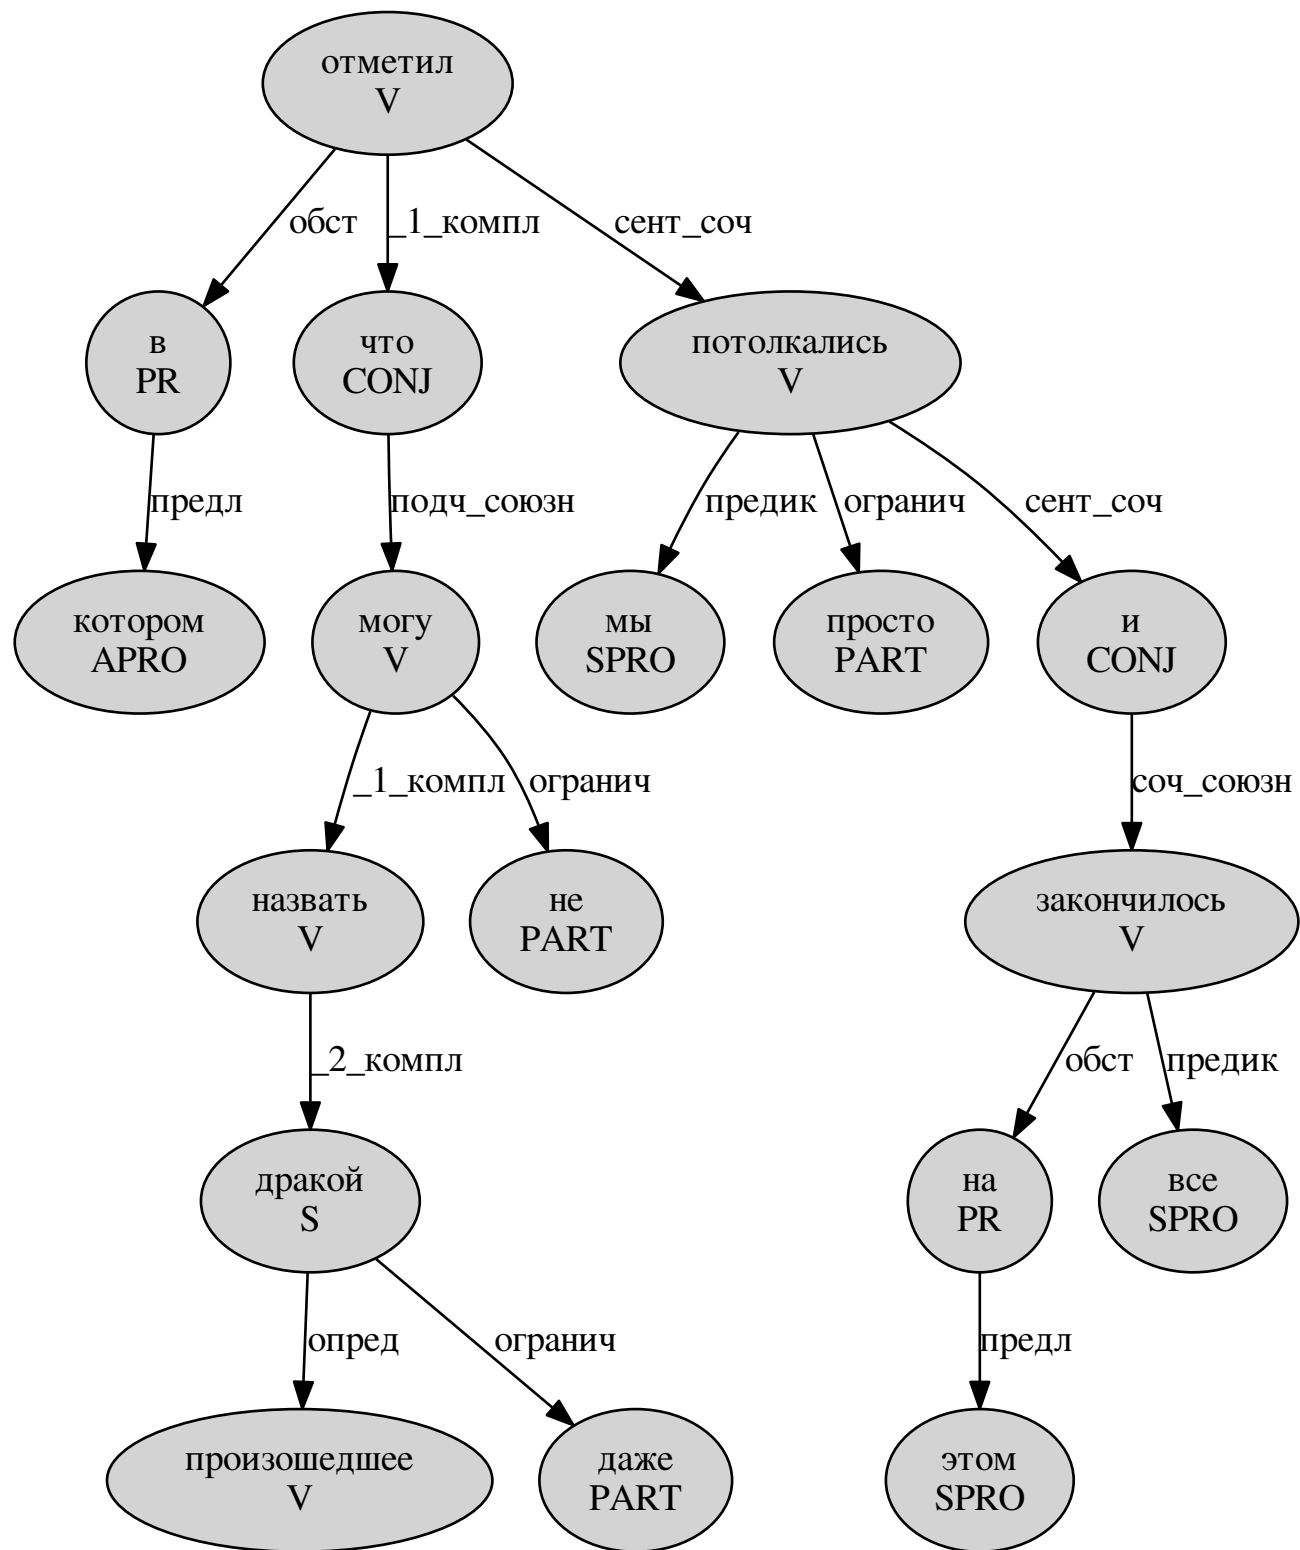 отметил
V
обст
_1_компл
сент_соч
в
PR
что
CONJ
потолкались
V
предл
подч_союзн
предик
огранич
сент_соч
котором
APRO
могу
V
мы
SPRO
просто
PART
и
CONJ
_1_компл
огранич
соч_союзн
назвать
V
не
PART
закончилось
V
_2_компл
обст
предик
дракой
S
на
PR
все
SPRO
опред
огранич
предл
произошедшее
V
даже
PART
этом
SPRO